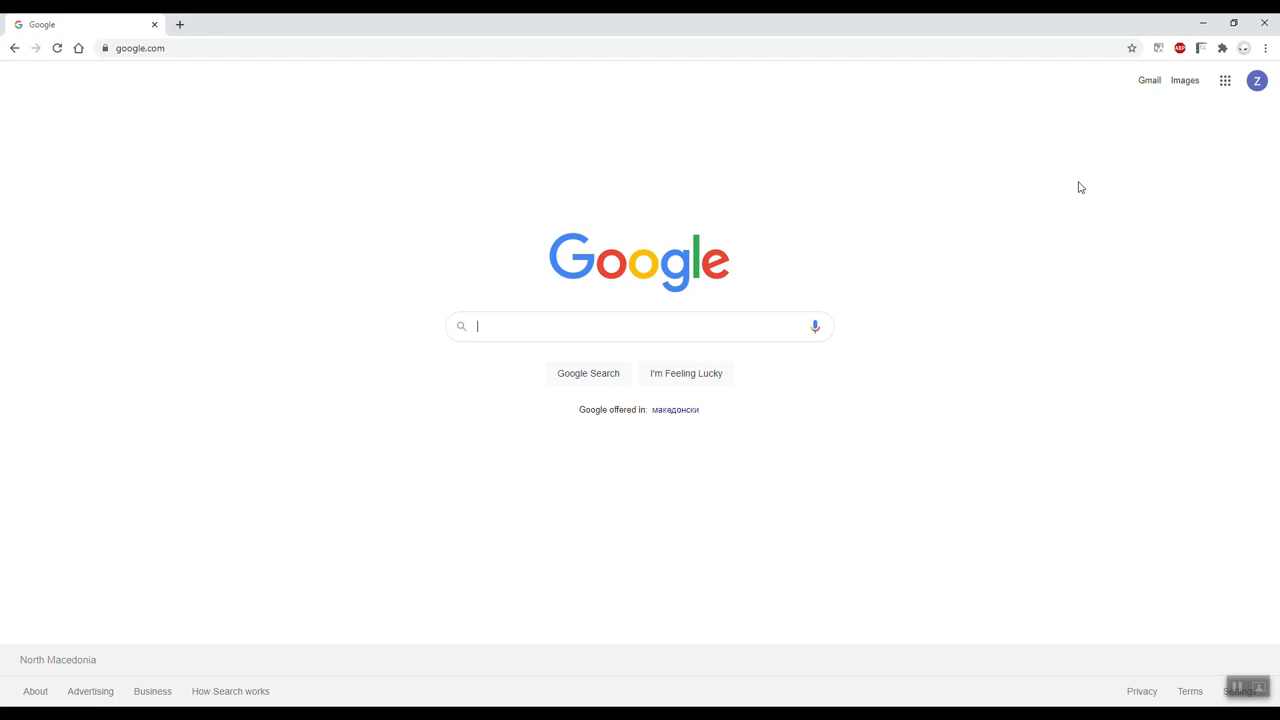 Google
google.com
Gmail Images
Z
Google
Google Search I'm Feeling Lucky
Google offered in: македонски
North Macedonia
About Advertising Business How Search works
Privacy Terms Settings
ABP